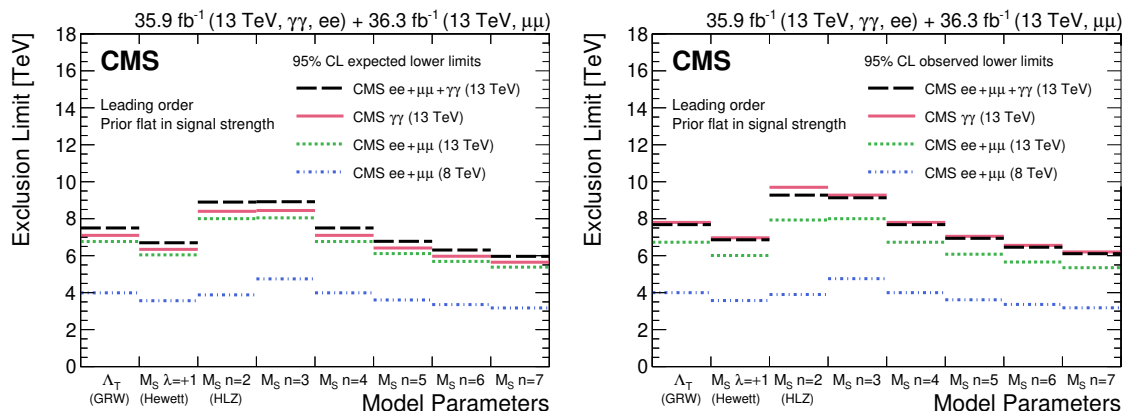 35.9 fb⁻¹ (13 TeV, γγ, ee) + 36.3 fb⁻¹ (13 TeV, μμ)
Exclusion Limit [TeV]
18
16
14
12
10
8
6
4
2
0
CMS
Leading order
Prior flat in signal strength
95% CL expected lower limits
CMS ee+μμ+γγ (13 TeV)
CMS γγ (13 TeV)
CMS ee+μμ (13 TeV)
CMS ee+μμ (8 TeV)
Λ_T M_S λ=+1 M_S n=2 M_S n=3 M_S n=4 M_S n=5 M_S n=6 M_S n=7
(GRW) (Hewett) (HLZ)
Model Parameters
35.9 fb⁻¹ (13 TeV, γγ, ee) + 36.3 fb⁻¹ (13 TeV, μμ)
Exclusion Limit [TeV]
18
16
14
12
10
8
6
4
2
0
CMS
Leading order
Prior flat in signal strength
95% CL observed lower limits
CMS ee+μμ+γγ (13 TeV)
CMS γγ (13 TeV)
CMS ee+μμ (13 TeV)
CMS ee+μμ (8 TeV)
Λ_T M_S λ=+1 M_S n=2 M_S n=3 M_S n=4 M_S n=5 M_S n=6 M_S n=7
(GRW) (Hewett) (HLZ)
Model Parameters